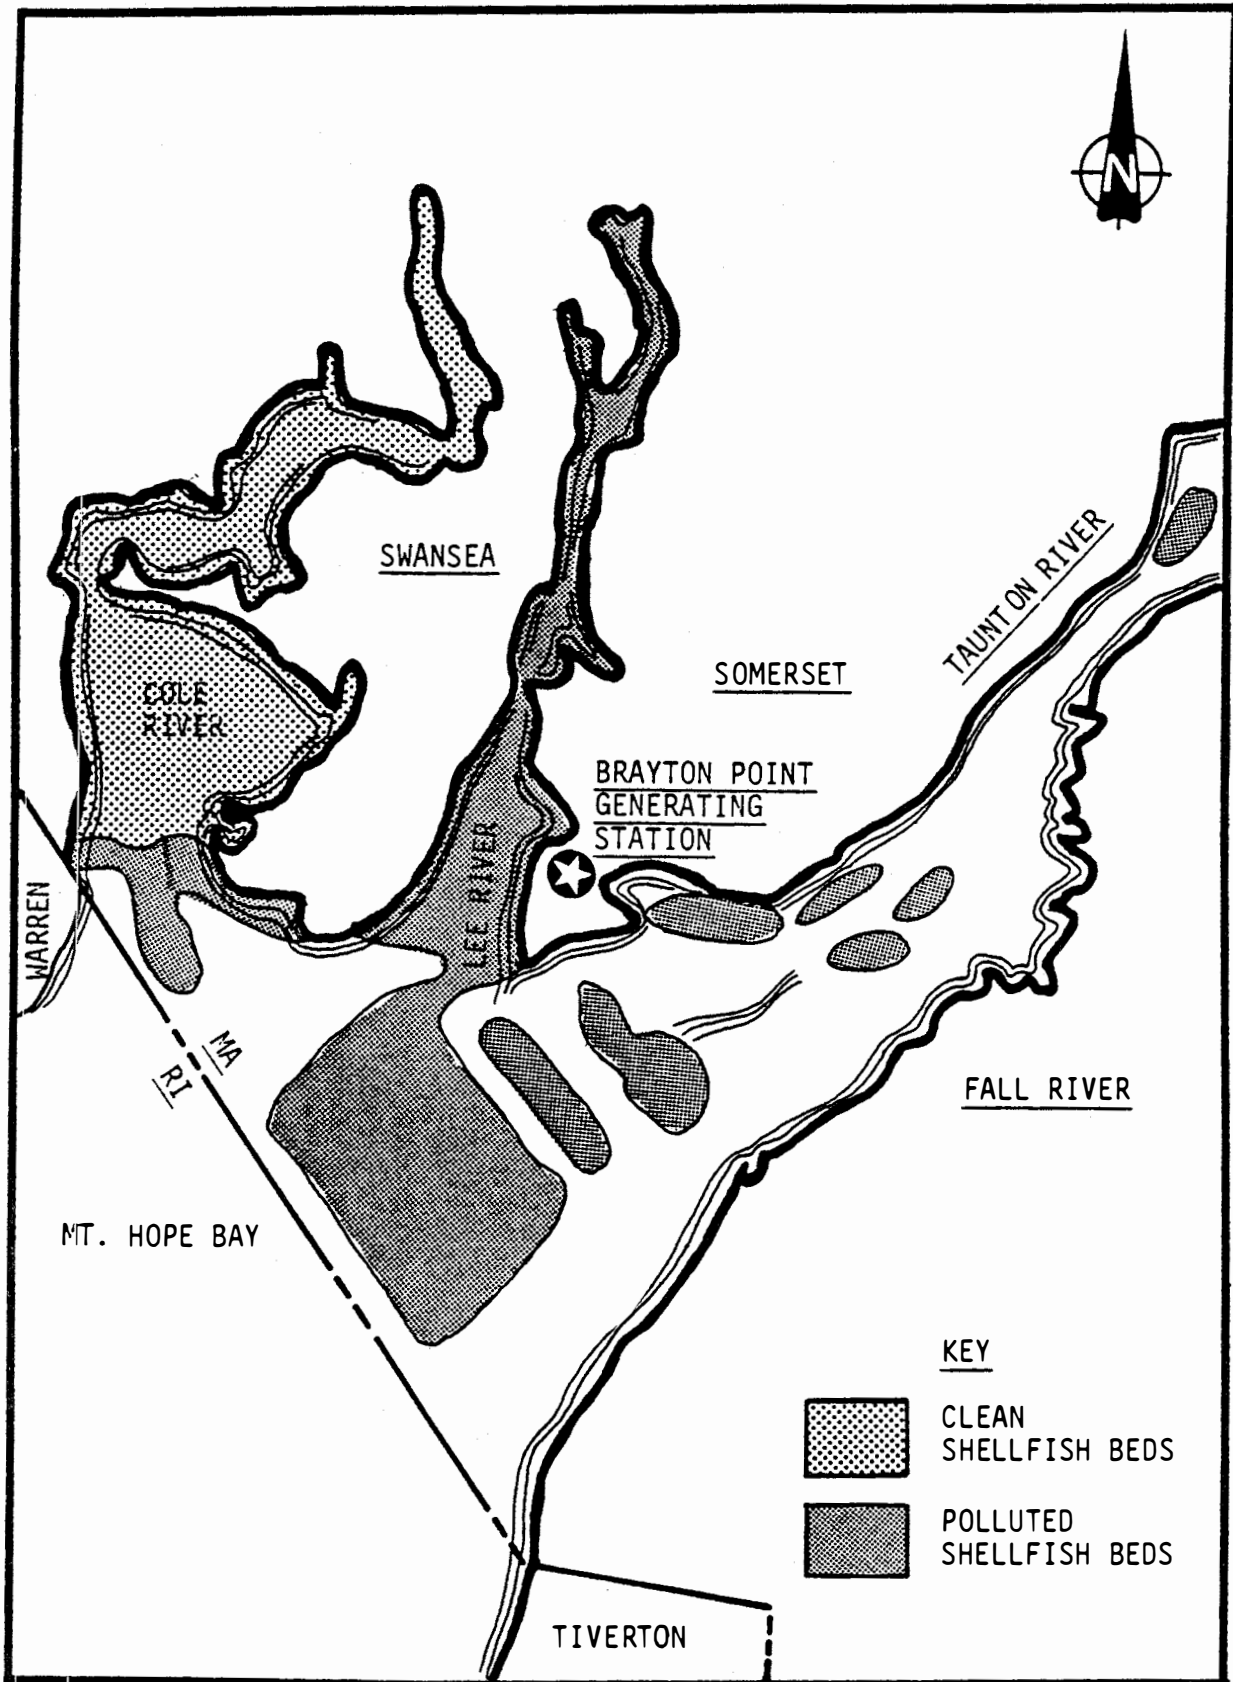 N
SWANSEA
TAUNTON RIVER
SOMERSET
COLE
RIVER
BRAYTON POINT
GENERATING
STATION
LEE RIVER
WARREN
MA
RI
FALL RIVER
MT. HOPE BAY
KEY
CLEAN
SHELLFISH BEDS
POLLUTED
SHELLFISH BEDS
TIVERTON